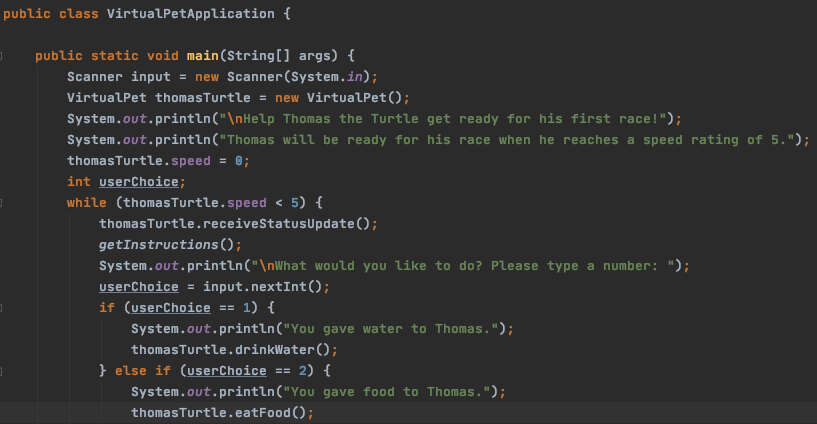 public class VirtualPetApplication {
public static void main(String[] args) {
Scanner input = new Scanner(System.in);
VirtualPet thomasTurtle = new VirtualPet();
System.out.println("\nHelp Thomas the Turtle get ready for his first race!");
System.out.println("Thomas will be ready for his race when he reaches a speed rating of 5.");
thomasTurtle.speed = 0;
int userChoice;
while (thomasTurtle.speed < 5) {
thomasTurtle.receiveStatusUpdate();
getInstructions();
System.out.println("\nWhat would you like to do? Please type a number: ");
userChoice = input.nextInt();
if (userChoice == 1) {
System.out.println("You gave water to Thomas.");
thomasTurtle.drinkWater();
} else if (userChoice == 2) {
System.out.println("You gave food to Thomas.");
thomasTurtle.eatFood();